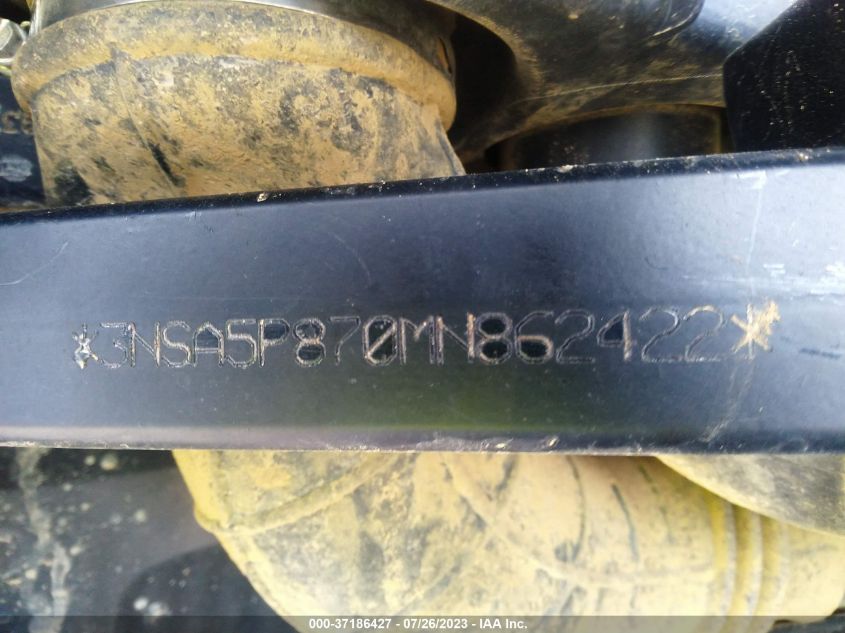 *3NSA5P870MN862422*
000-37186427 - 07/26/2023 - IAA Inc.